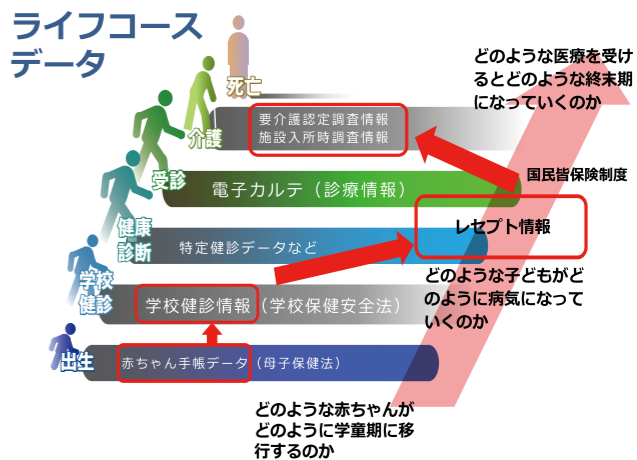 ライフコース
データ
どのような医療を受け
るとどのような終末期
になっていくのか
死亡
要介護認定調査情報
施設入所時調査情報
介護
国民皆保険制度
受診
電子カルテ（診療情報）
レセプト情報
健康
診断
特定健診データなど
どのような子どもがど
のように病気になって
いくのか
学校
健診
学校健診情報（学校保健安全法）
出生
赤ちゃん手帳データ（母子保健法）
どのような赤ちゃんが
どのように学童期に移
行するのか